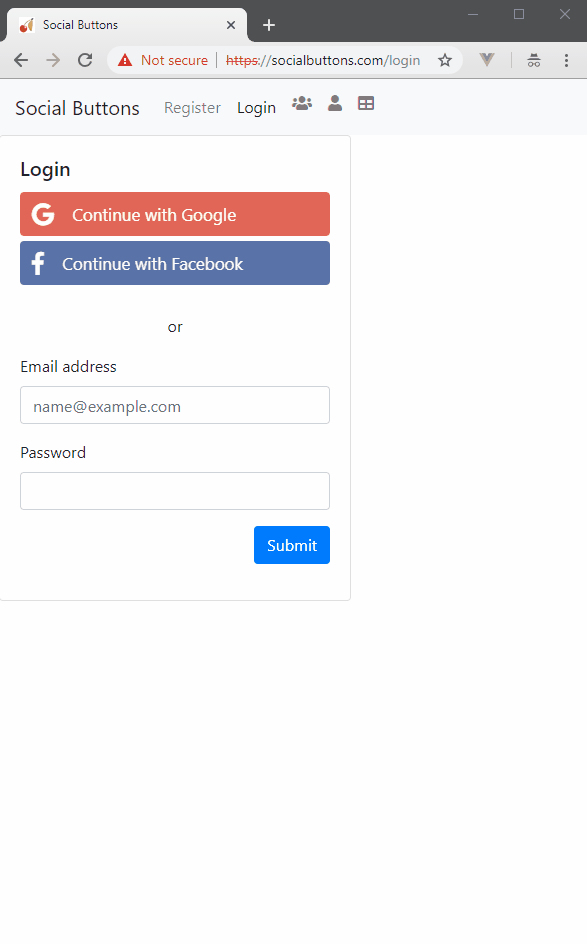 Social Buttons
Not secure https://socialbuttons.com/login
Social Buttons Register Login
Login
Continue with Google
Continue with Facebook
or
Email address
name@example.com
Password
Submit